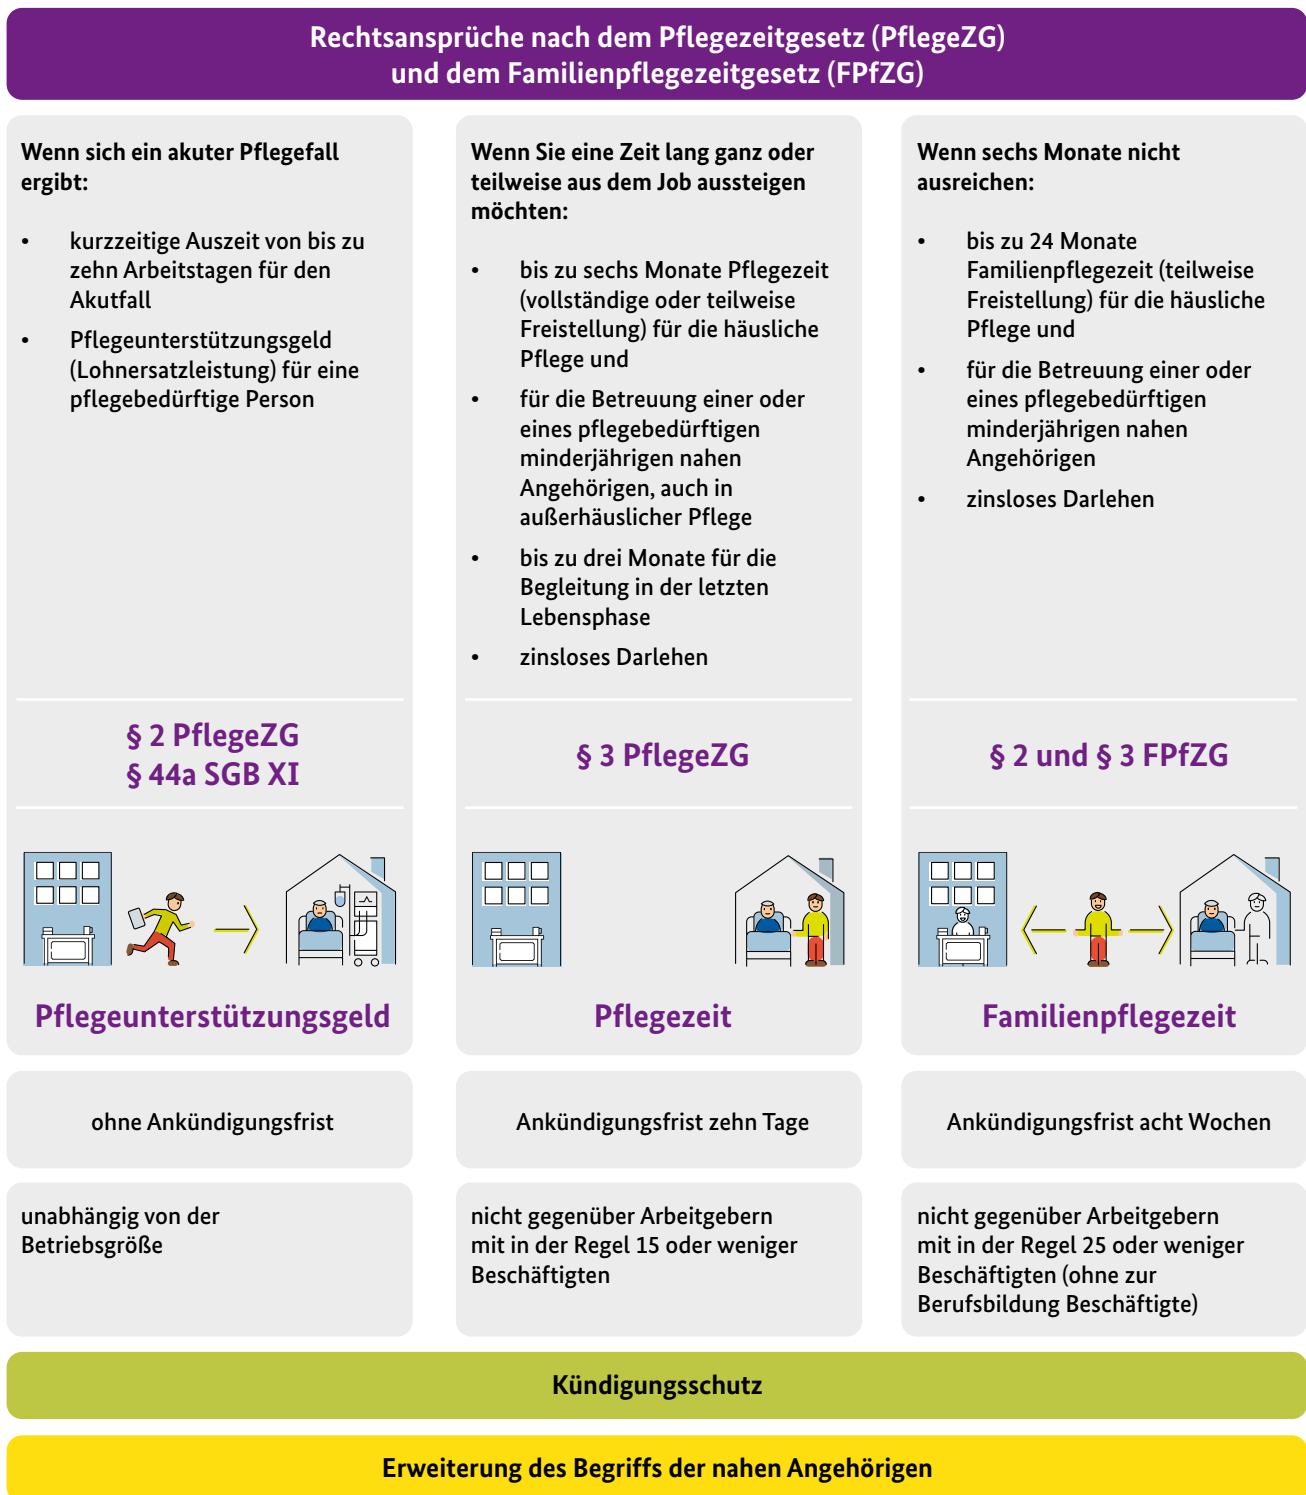 Rechtsansprüche nach dem Pflegezeitgesetz (PflegeZG)
und dem Familienpflegezeitgesetz (FPfZG)
Wenn sich ein akuter Pflegefall
ergibt:
• kurzzeitige Auszeit von bis zu
zehn Arbeitstagen für den
Akutfall
• Pflegeunterstützungsgeld
(Lohnersatzleistung) für eine
pflegebedürftige Person
§ 2 PflegeZG
§ 44a SGB XI
Pflegeunterstützungsgeld
ohne Ankündigungsfrist
unabhängig von der
Betriebsgröße
Wenn Sie eine Zeit lang ganz oder
teilweise aus dem Job aussteigen
möchten:
• bis zu sechs Monate Pflegezeit
(vollständige oder teilweise
Freistellung) für die häusliche
Pflege und
• für die Betreuung einer oder
eines pflegebedürftigen
minderjährigen nahen
Angehörigen, auch in
außerhäuslicher Pflege
• bis zu drei Monate für die
Begleitung in der letzten
Lebensphase
• zinsloses Darlehen
§ 3 PflegeZG
Pflegezeit
Ankündigungsfrist zehn Tage
nicht gegenüber Arbeitgebern
mit in der Regel 15 oder weniger
Beschäftigten
Wenn sechs Monate nicht
ausreichen:
• bis zu 24 Monate
Familienpflegezeit (teilweise
Freistellung) für die häusliche
Pflege und
• für die Betreuung einer oder
eines pflegebedürftigen
minderjährigen nahen
Angehörigen
• zinsloses Darlehen
§ 2 und § 3 FPfZG
Familienpflegezeit
Ankündigungsfrist acht Wochen
nicht gegenüber Arbeitgebern
mit in der Regel 25 oder weniger
Beschäftigten (ohne zur
Berufsbildung Beschäftigte)
Kündigungsschutz
Erweiterung des Begriffs der nahen Angehörigen